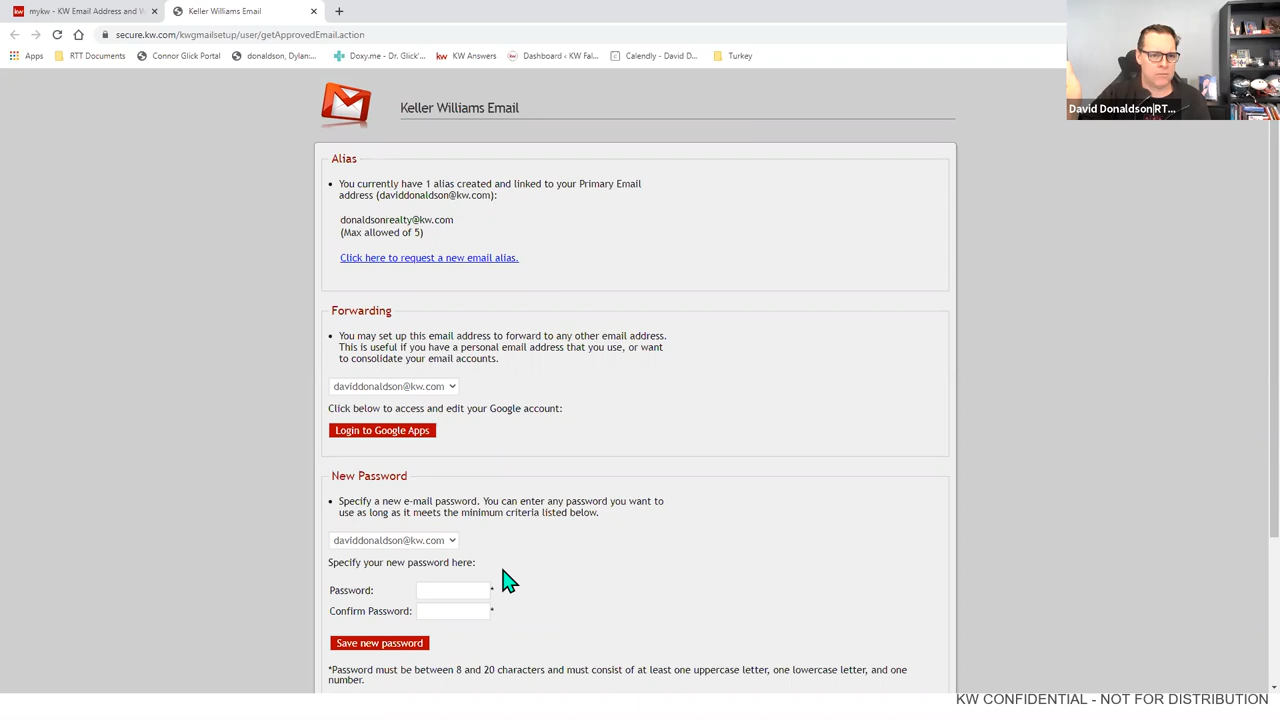 mykw - KW Email Address and W
Keller Williams Email
secure.kw.com/kwgmailsetup/user/getApprovedEmail.action
Apps
RTT Documents
Connor Glick Portal
donaldson, Dylan:...
Doxy.me - Dr. Glick'...
KW Answers
Dashboard - KW Fal...
Calendly - David D...
Turkey
David Donaldson|RT...
Keller Williams Email
Alias
• You currently have 1 alias created and linked to your Primary Email
address (daviddonaldson@kw.com):
donaldsonrealty@kw.com
(Max allowed of 5)
Click here to request a new email alias.
Forwarding
• You may set up this email address to forward to any other email address.
This is useful if you have a personal email address that you use, or want
to consolidate your email accounts.
daviddonaldson@kw.com
Click below to access and edit your Google account:
Login to Google Apps
New Password
• Specify a new e-mail password. You can enter any password you want to
use as long as it meets the minimum criteria listed below.
daviddonaldson@kw.com
Specify your new password here:
Password: *
Confirm Password: *
Save new password
*Password must be between 8 and 20 characters and must consist of at least one uppercase letter, one lowercase letter, and one
number.
KW CONFIDENTIAL - NOT FOR DISTRIBUTION